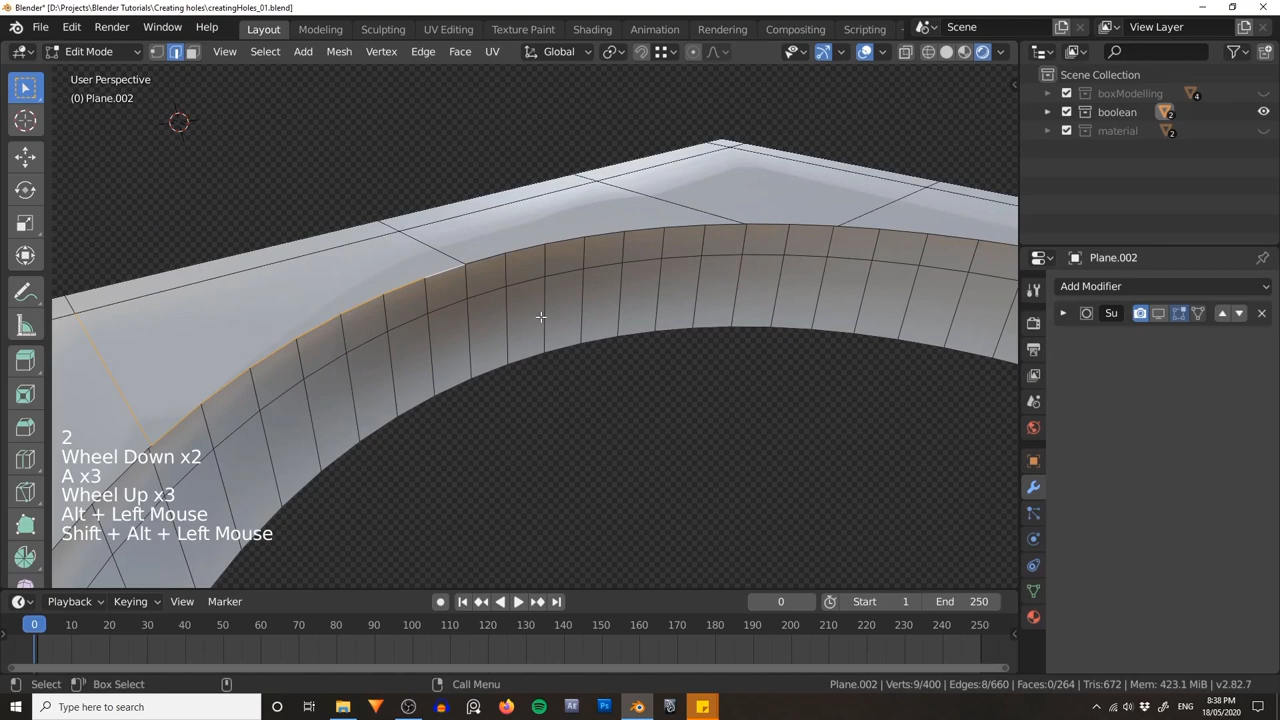 Blender* [D:\Projects\Blender Tutorials\Creating holes\creatingHoles_01.blend]
File Edit Render Window Help Layout Modeling Sculpting UV Editing Texture Paint Shading Animation Rendering Compositing Scripting Scene View Layer
Edit Mode View Select Add Mesh Vertex Edge Face UV Global
User Perspective
(0) Plane.002
Scene Collection
boxModelling 4
boolean 2
material 2
Plane.002
Add Modifier
Su
2
Wheel Down x2
A x3
Wheel Up x3
Alt + Left Mouse
Shift + Alt + Left Mouse
Playback Keying View Marker 0 Start 1 End 250
0 10 20 30 40 50 60 70 80 90 100 110 120 130 140 150 160 170 180 190 200 210 220 230 240 250
Select Box Select Call Menu Plane.002 | Verts:9/400 | Edges:8/660 | Faces:0/264 | Tris:672 | Mem: 423.1 MiB | v2.82.7
Type here to search
Ae Ps
8:38 PM
18/05/2020